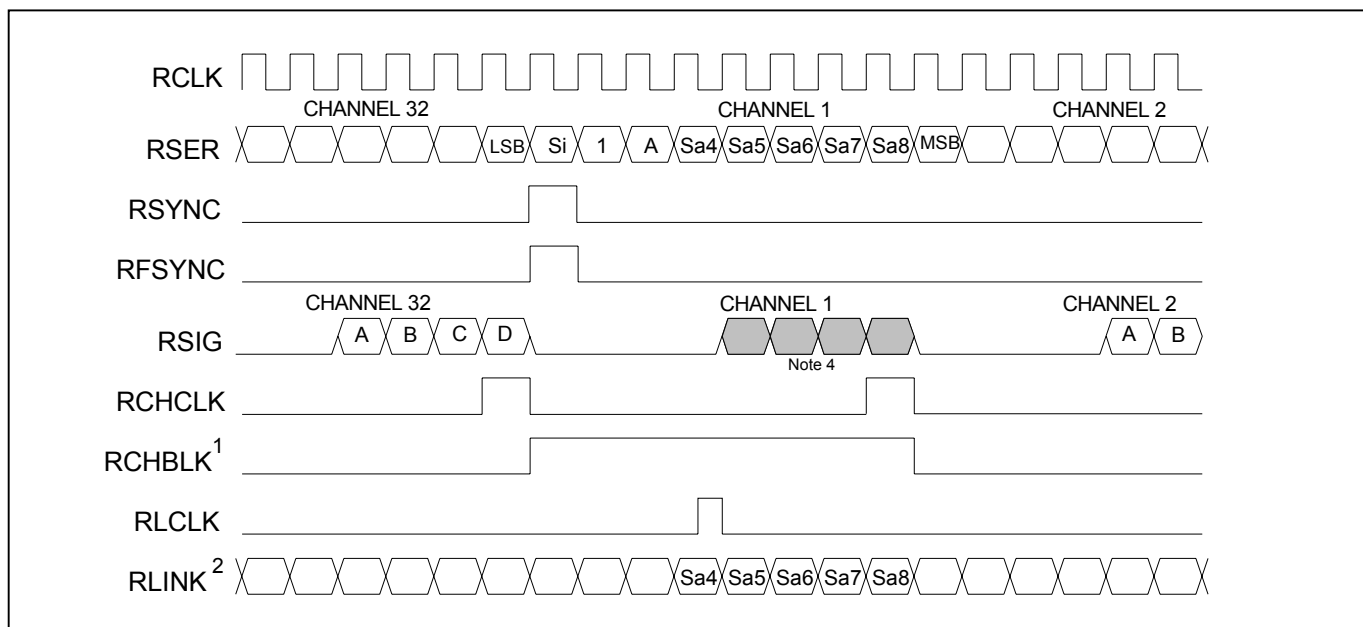 RCLK
CHANNEL 32 CHANNEL 1 CHANNEL 2
RSER LSB Si 1 A Sa4 Sa5 Sa6 Sa7 Sa8 MSB
RSYNC
RFSYNC
CHANNEL 32 CHANNEL 1 CHANNEL 2
RSIG A B C D A B
Note 4
RCHCLK
RCHBLK1
RLCLK
RLINK2 Sa4 Sa5 Sa6 Sa7 Sa8